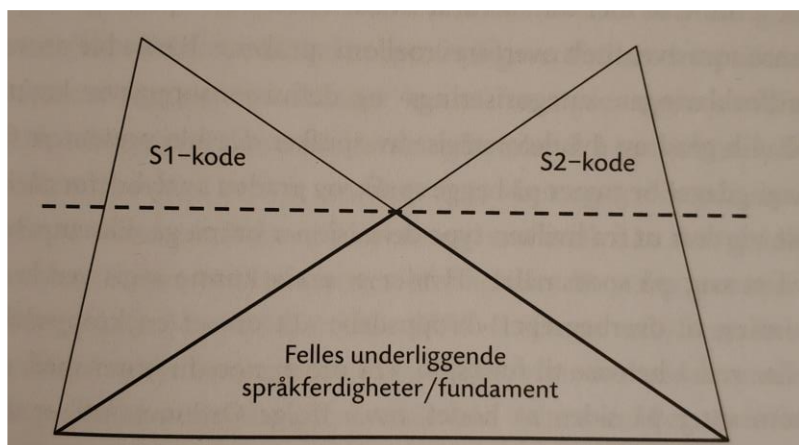 S1–kode
S2–kode
Felles underliggende
språkferdigheter/fundament